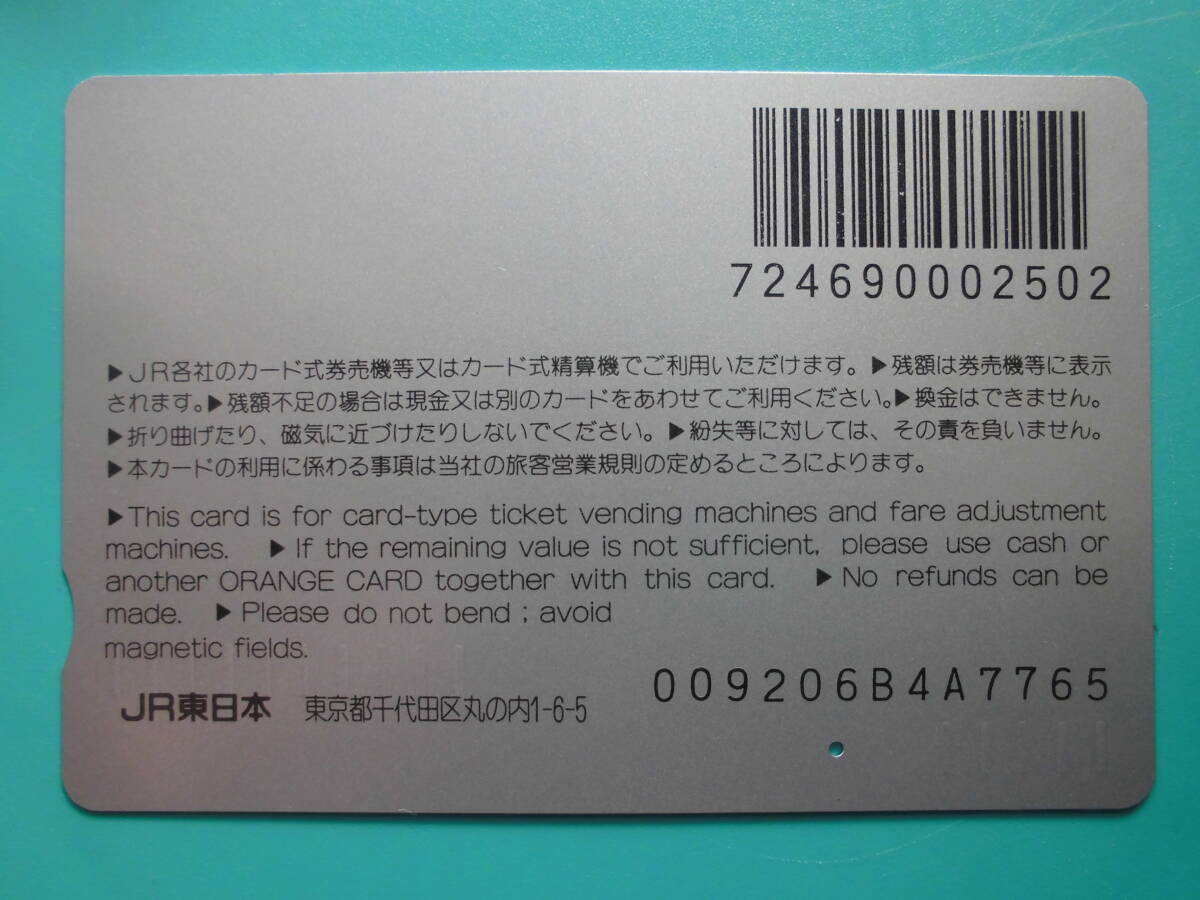 724690002502
▶JR各社のカード式券売機等又はカード式精算機でご利用いただけます。▶残額は券売機等に表示
されます。▶残額不足の場合は現金又は別のカードをあわせてご利用ください。▶換金はできません。
▶折り曲げたり、磁気に近づけたりしないでください。▶紛失等に対しては、その責を負いません。
▶本カードの利用に係わる事項は当社の旅客営業規則の定めるところによります。
▶This card is for card-type ticket vending machines and fare adjustment
machines. ▶If the remaining value is not sufficient, please use cash or
another ORANGE CARD together with this card. ▶No refunds can be
made. ▶Please do not bend ; avoid
magnetic fields.
009206B4A7765
JR東日本 東京都千代田区丸の内1-6-5